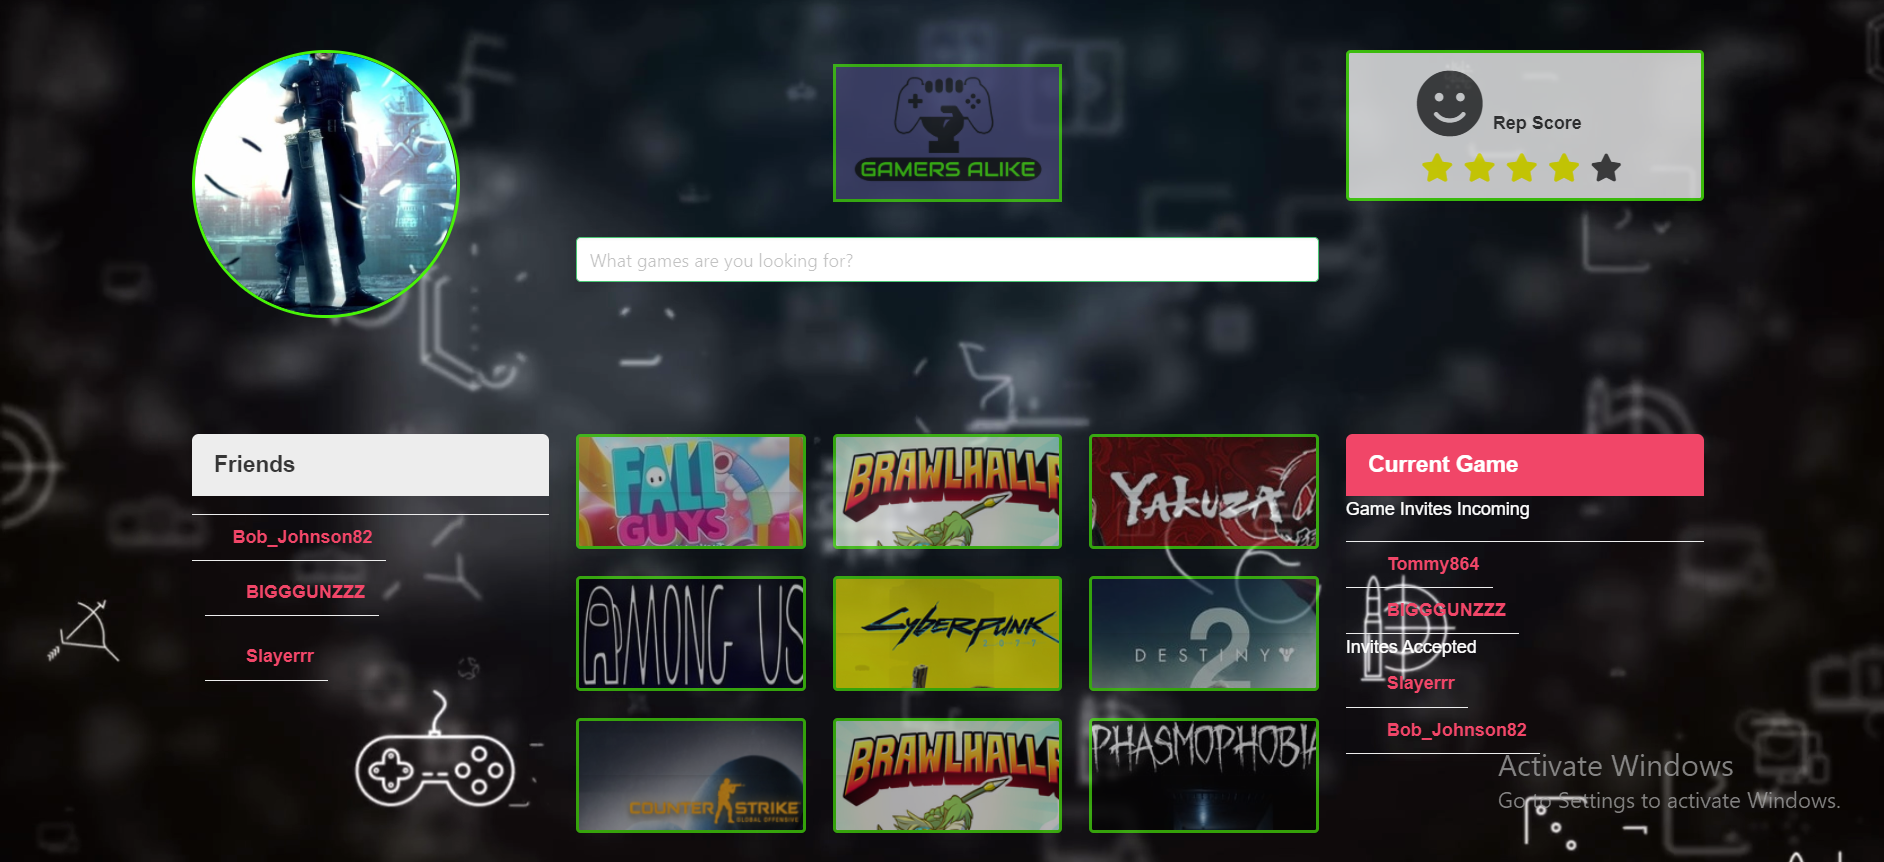 GAMERS ALIKE
Rep Score
What games are you looking for?
Friends
Bob_Johnson82
BIGGGUNZZZ
Slayerrr
FALL
GUYS
BRAWLHALLA
YAKUZA
AMONG US
CYBERPUNK
2077
DESTINY 2
COUNTER STRIKE
GLOBAL OFFENSIVE
BRAWLHALLA
PHASMOPHOBIA
Current Game
Game Invites Incoming
Tommy864
BIGGGUNZZZ
Invites Accepted
Slayerrr
Bob_Johnson82
Activate Windows
Go to Settings to activate Windows.